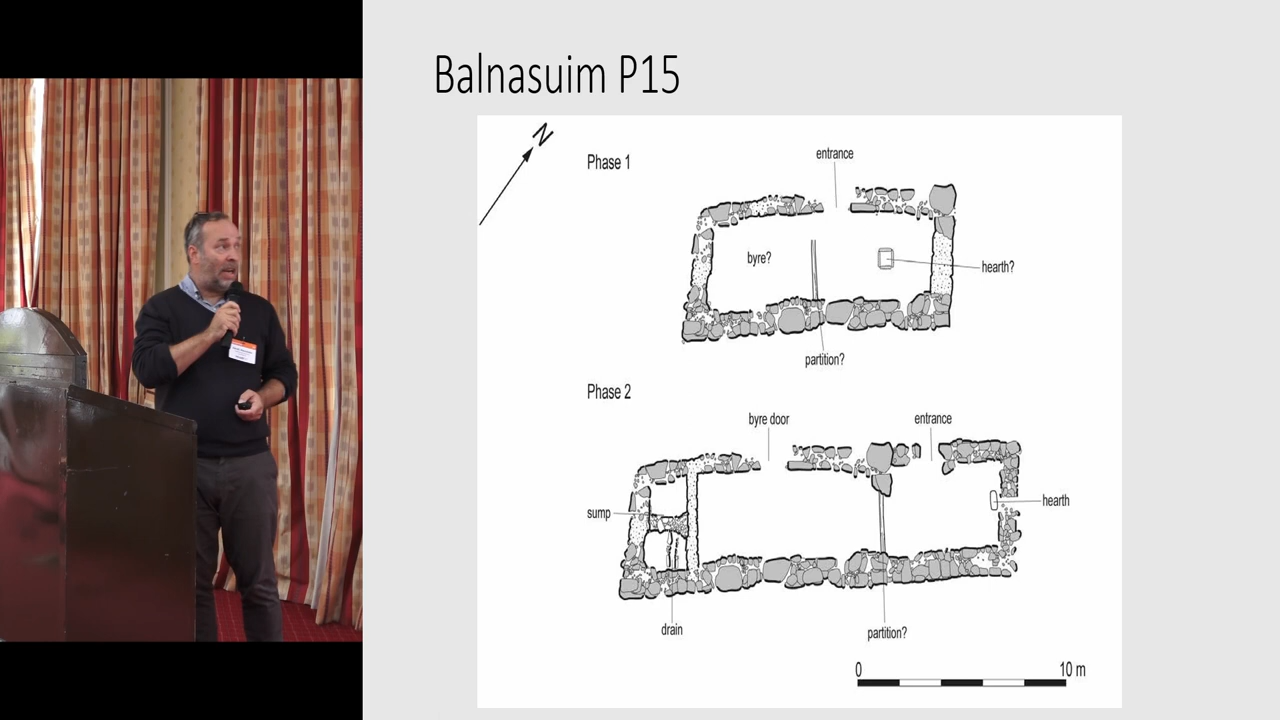 Balnasuim P15
N
Phase 1
entrance
byre?
hearth?
partition?
Phase 2
byre door
entrance
sump
hearth
drain
partition?
0
10 m